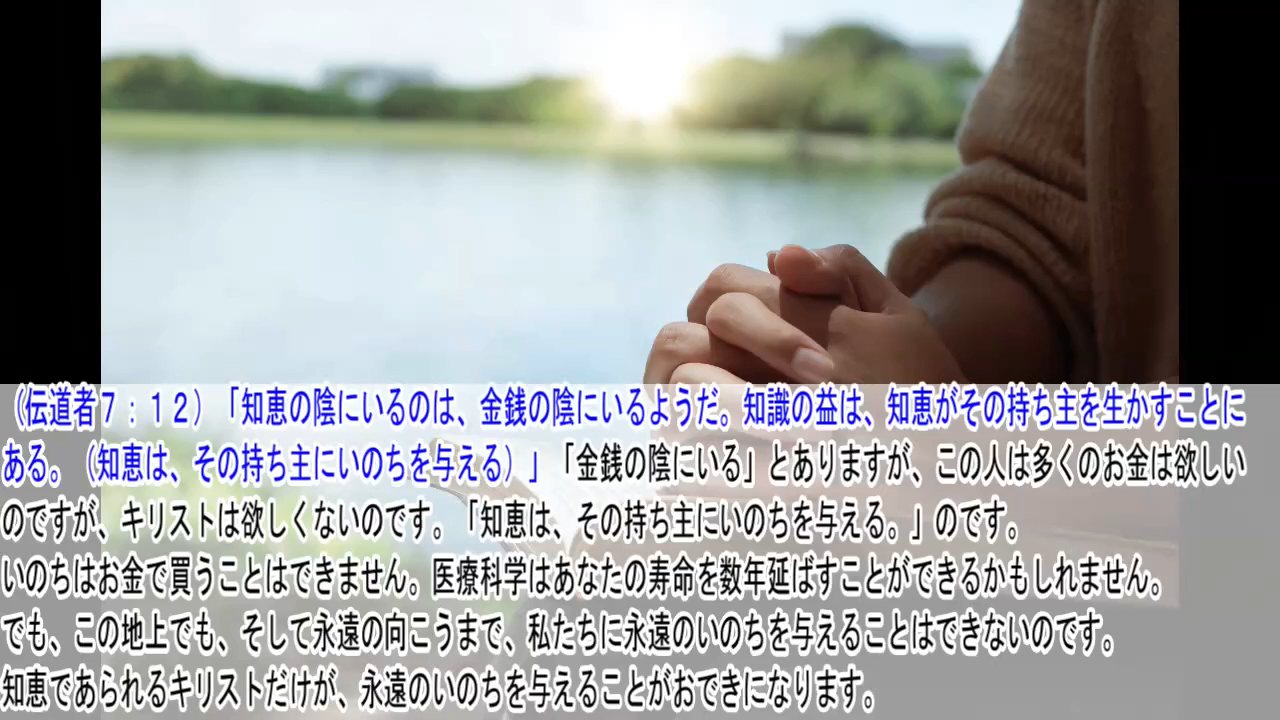 （伝道者７：１２）「知恵の陰にいるのは、金銭の陰にいるようだ。知識の益は、知恵がその持ち主を生かすことに
ある。（知恵は、その持ち主にいのちを与える）」「金銭の陰にいる」とありますが、この人は多くのお金は欲しい
のですが、キリストは欲しくないのです。「知恵は、その持ち主にいのちを与える。」のです。
いのちはお金で買うことはできません。医療科学はあなたの寿命を数年延ばすことができるかもしれません。
でも、この地上でも、そして永遠の向こうまで、私たちに永遠のいのちを与えることはできないのです。
知恵であられるキリストだけが、永遠のいのちを与えることがおできになります。